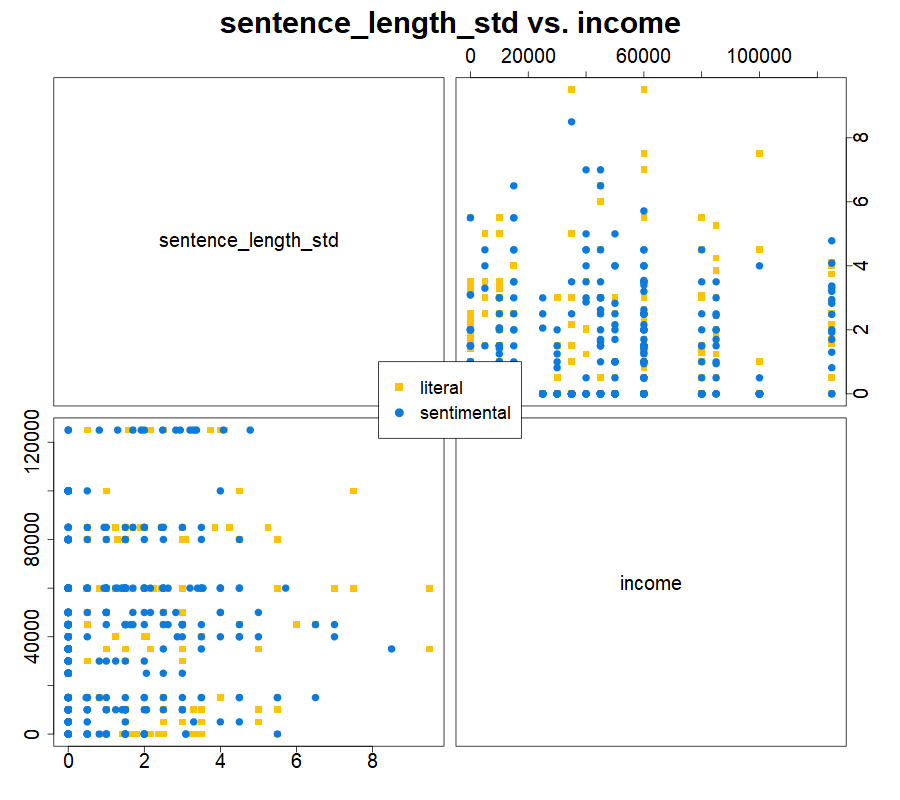 sentence_length_std vs. income
0 20000 60000 100000
sentence_length_std
8
6
4
2
0
literal
sentimental
120000
80000
40000
0
income
0 2 4 6 8